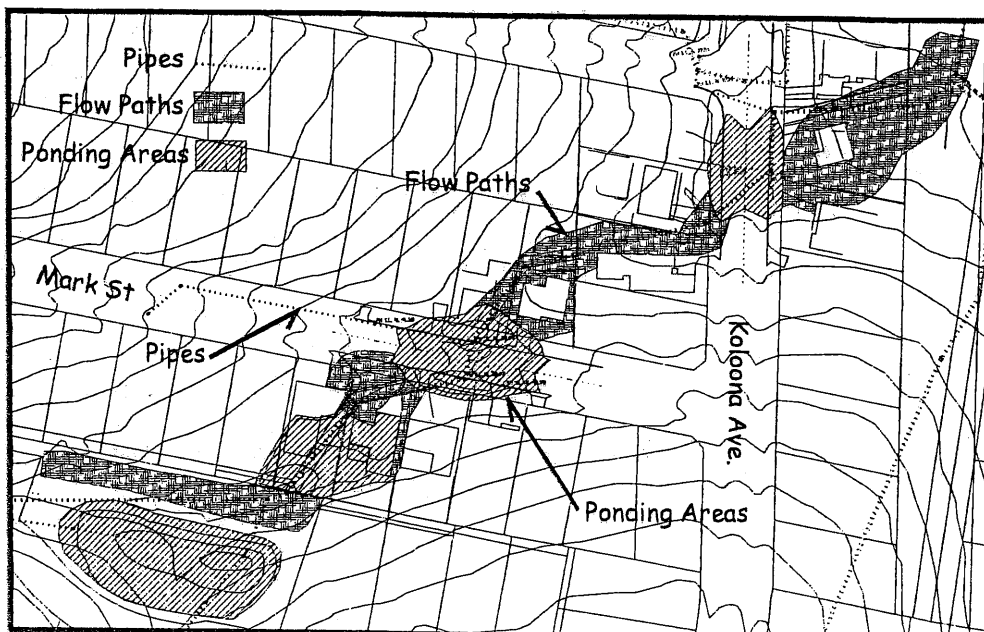 Pipes
Flow Paths
Ponding Areas
Flow Paths
Mark St
Pipes
Koloona Ave.
Ponding Areas